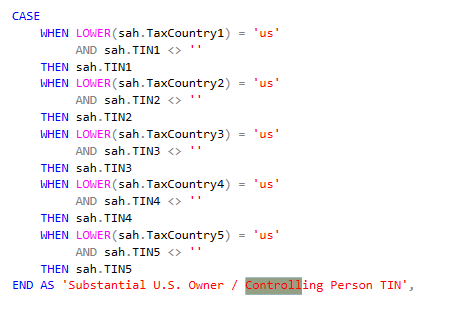 CASE
WHEN LOWER(sah.TaxCountry1) = 'us'
AND sah.TIN1 <> ''
THEN sah.TIN1
WHEN LOWER(sah.TaxCountry2) = 'us'
AND sah.TIN2 <> ''
THEN sah.TIN2
WHEN LOWER(sah.TaxCountry3) = 'us'
AND sah.TIN3 <> ''
THEN sah.TIN3
WHEN LOWER(sah.TaxCountry4) = 'us'
AND sah.TIN4 <> ''
THEN sah.TIN4
WHEN LOWER(sah.TaxCountry5) = 'us'
AND sah.TIN5 <> ''
THEN sah.TIN5
END AS 'Substantial U.S. Owner / Controlling Person TIN',